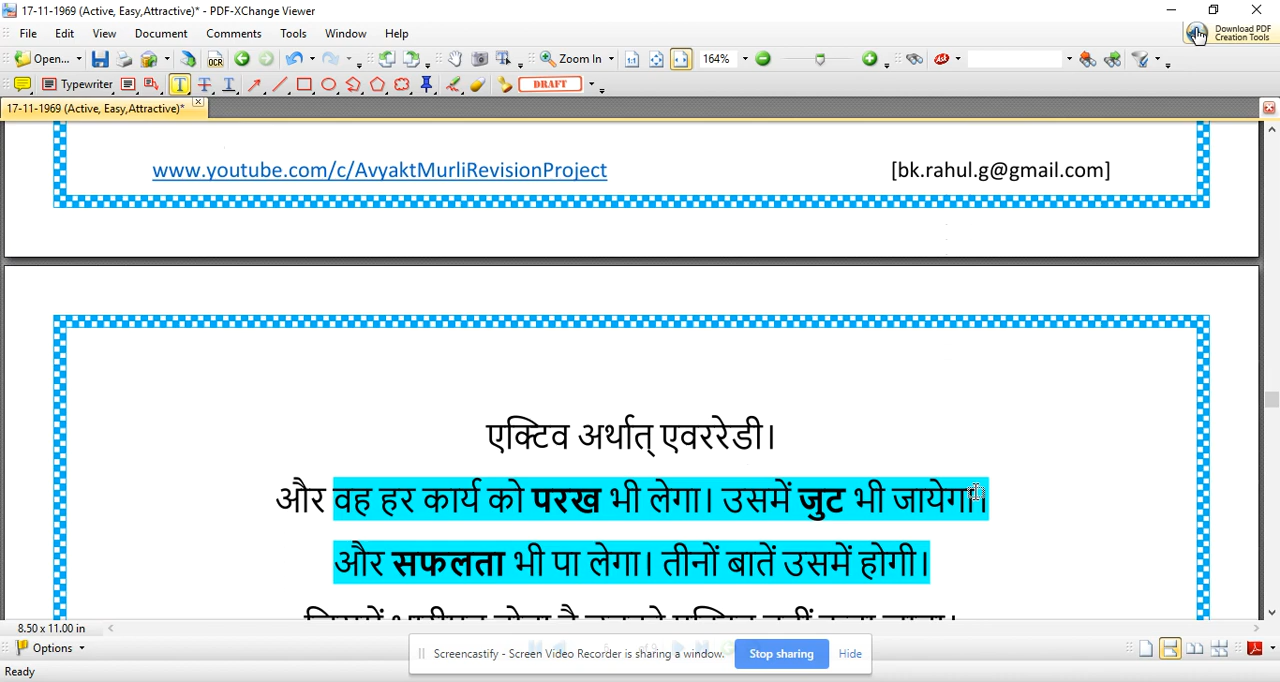 17-11-1969 (Active, Easy,Attractive)* - PDF-XChange Viewer
File Edit View Document Comments Tools Window Help
Download PDF
Creation Tools
Open... OCR Zoom In 1:1 164%
Typewriter T T T DRAFT
17-11-1969 (Active, Easy,Attractive)*
www.youtube.com/c/AvyaktMurliRevisionProject [bk.rahul.g@gmail.com]
एक्टिव अर्थात् एवररेडी।
और वह हर कार्य को परख भी लेगा। उसमें जुट भी जायेगा।
और सफलता भी पा लेगा। तीनों बातें उसमें होगी।
8.50 x 11.00 in
Options
Screencastify - Screen Video Recorder is sharing a window. Stop sharing Hide
Ready